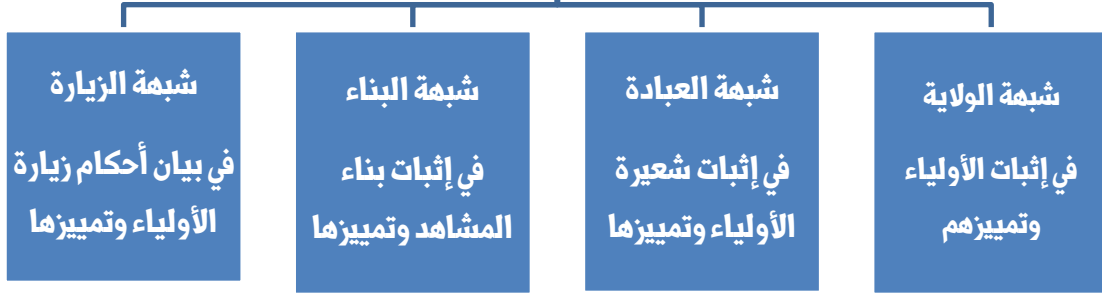 شبهة الولاية
في إثبات الأولياء
وتمييزهم
شبهة العبادة
في إثبات شعيرة
الأولياء وتمييزها
شبهة البناء
في إثبات بناء
المشاهد وتمييزها
شبهة الزيارة
في بيان أحكام زيارة
الأولياء وتمييزها